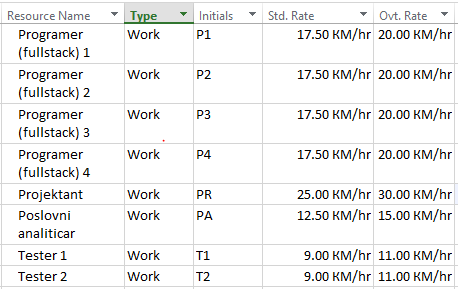 Resource Name Type Initials Std. Rate Ovt. Rate
Programer Work P1 17.50 KM/hr 20.00 KM/hr
(fullstack) 1
Programer Work P2 17.50 KM/hr 20.00 KM/hr
(fullstack) 2
Programer Work P3 17.50 KM/hr 20.00 KM/hr
(fullstack) 3
Programer Work P4 17.50 KM/hr 20.00 KM/hr
(fullstack) 4
Projektant Work PR 25.00 KM/hr 30.00 KM/hr
Poslovni Work PA 12.50 KM/hr 15.00 KM/hr
analiticar
Tester 1 Work T1 9.00 KM/hr 11.00 KM/hr
Tester 2 Work T2 9.00 KM/hr 11.00 KM/hr